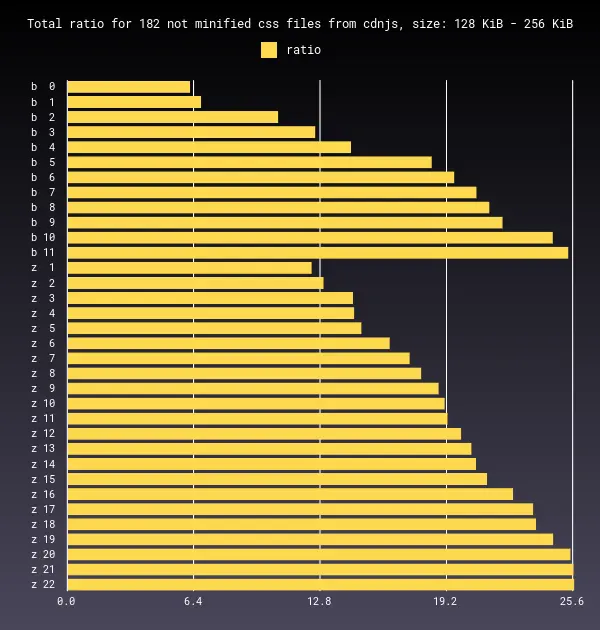 Total ratio for 182 not minified css files from cdnjs, size: 128 KiB - 256 KiB
ratio
b 0
b 1
b 2
b 3
b 4
b 5
b 6
b 7
b 8
b 9
b 10
b 11
z 1
z 2
z 3
z 4
z 5
z 6
z 7
z 8
z 9
z 10
z 11
z 12
z 13
z 14
z 15
z 16
z 17
z 18
z 19
z 20
z 21
z 22
0.0 6.4 12.8 19.2 25.6